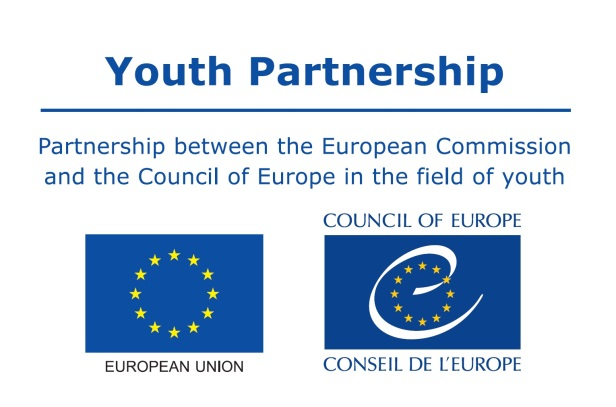 Youth Partnership
Partnership between the European Commission
and the Council of Europe in the field of youth
COUNCIL OF EUROPE
EUROPEAN UNION
CONSEIL DE L'EUROPE